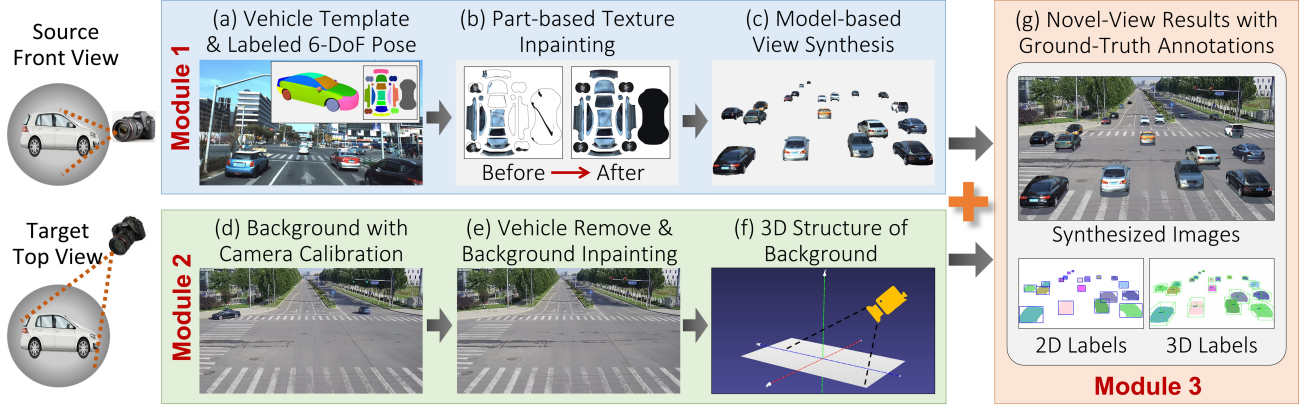 Source
Front View
Module 1
(a) Vehicle Template
& Labeled 6-DoF Pose
(b) Part-based Texture
Inpainting
Before
After
(c) Model-based
View Synthesis
Target
Top View
Module 2
(d) Background with
Camera Calibration
(e) Vehicle Remove &
Background Inpainting
(f) 3D Structure of
Background
(g) Novel-View Results with
Ground-Truth Annotations
Synthesized Images
2D Labels
3D Labels
Module 3